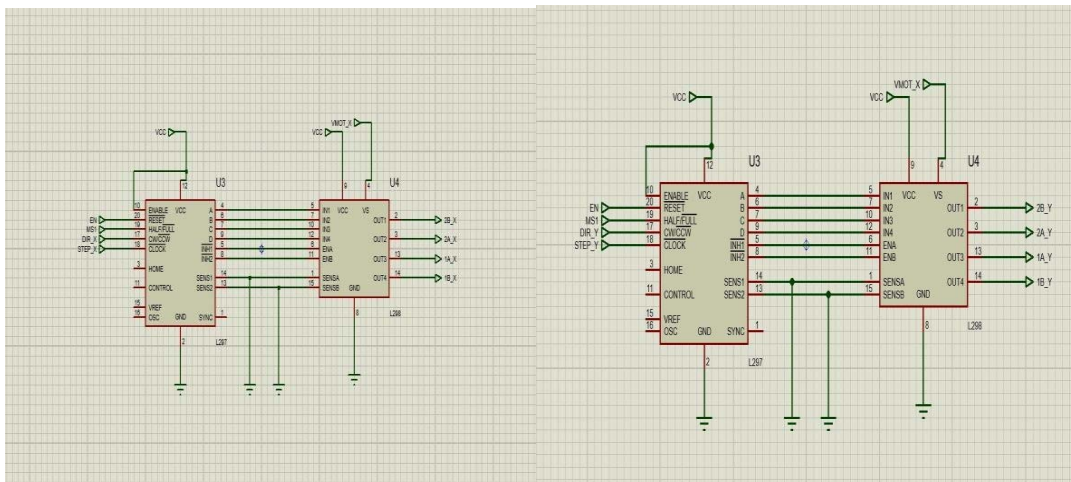 VMOT_X
VCC
VCC
12
9
4
U3
U4
10 ENABLE VCC A 4 5 IN1 VCC VS
EN 20 RESET B 6 7 IN2 OUT1 2 2B_X
MS1 19 HALF/FULL C 7 10 IN3
DIR_X 17 CW/CCW D 9 12 IN4 OUT2 3 2A_X
STEP_X 18 CLOCK INH1 5 6 ENA
INH2 8 11 ENB OUT3 13 1A_X
3 HOME
SENS1 14 1 SENSA OUT4 14 1B_X
11 CONTROL SENS2 13 15 SENSB GND
15 VREF
16 OSC GND SYNC 1
8
L298
2
L297
VMOT_X
VCC
VCC
12
9
4
U3
U4
10 ENABLE VCC A 4 5 IN1 VCC VS
EN 20 RESET B 6 7 IN2 OUT1 2 2B_Y
MS1 19 HALF/FULL C 7 10 IN3
DIR_Y 17 CW/CCW D 9 12 IN4 OUT2 3 2A_Y
STEP_Y 18 CLOCK INH1 5 6 ENA
INH2 8 11 ENB OUT3 13 1A_Y
3 HOME
SENS1 14 1 SENSA OUT4 14 1B_Y
11 CONTROL SENS2 13 15 SENSB GND
15 VREF
16 OSC GND SYNC 1
8
L298
2
L297